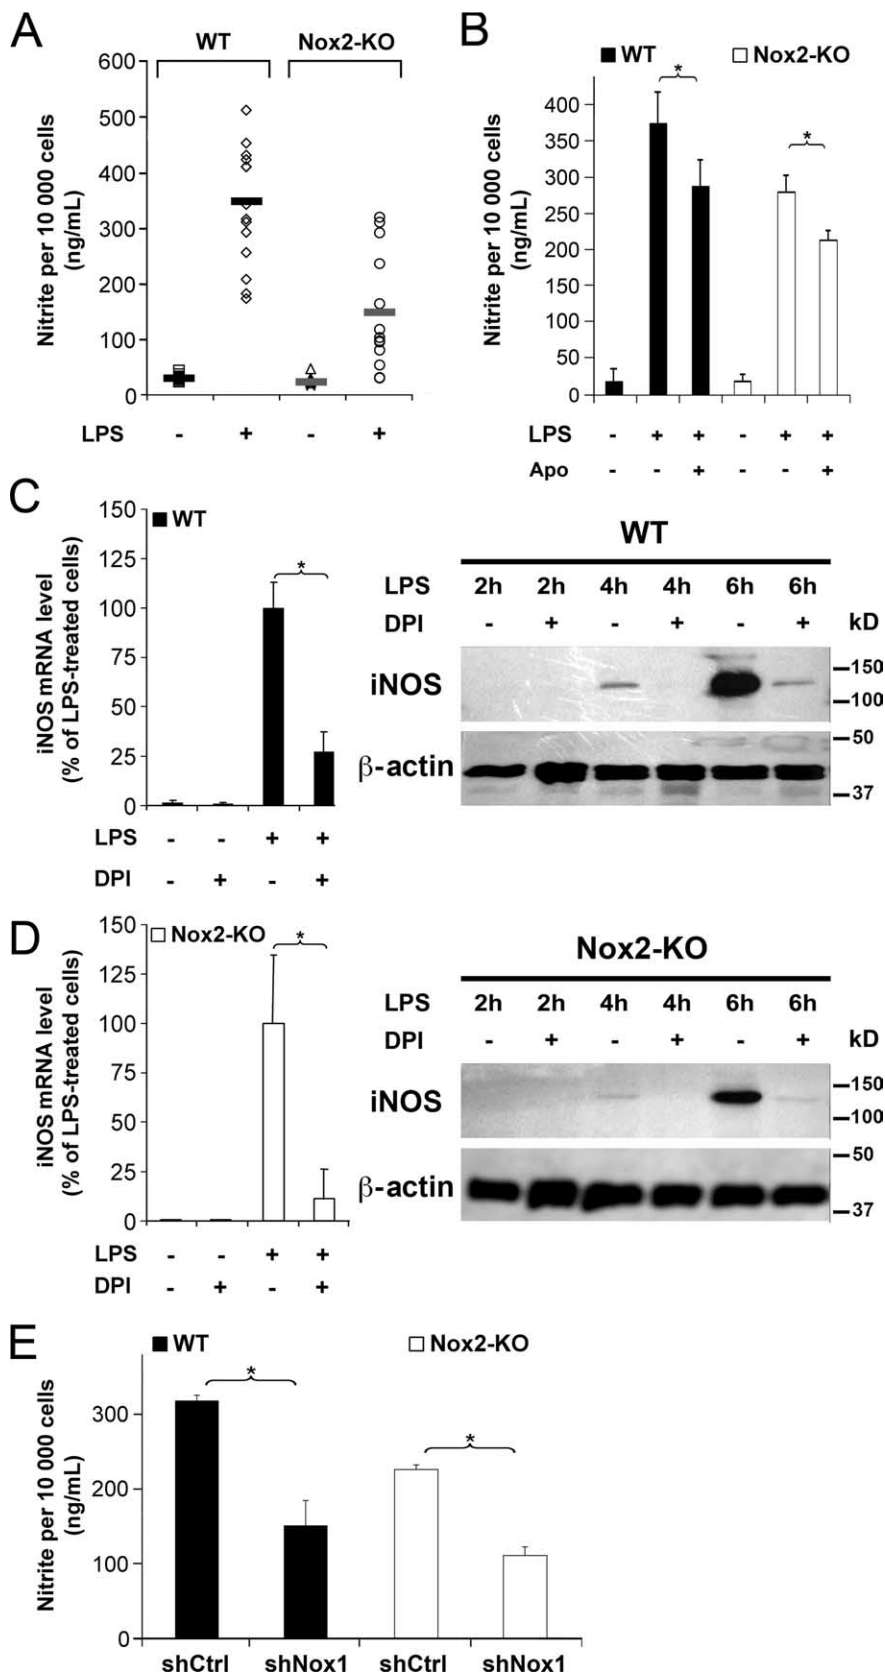 A
WT Nox2-KO
Nitrite per 10 000 cells
(ng/mL)
600
500
400
300
200
100
0
LPS - + - +
B
WT Nox2-KO
Nitrite per 10 000 cells
(ng/mL)
400
350
300
250
200
150
100
50
0
* *
LPS - + + - + +
Apo - - + - - +
C
WT
iNOS mRNA level
(% of LPS-treated cells)
150
125
100
75
50
25
0
*
LPS - - + +
DPI - + - +
WT
LPS 2h 2h 4h 4h 6h 6h
DPI - + - + - + kD
iNOS
150
100
β-actin
50
37
D
Nox2-KO
iNOS mRNA level
(% of LPS-treated cells)
150
125
100
75
50
25
0
*
LPS - - + +
DPI - + - +
Nox2-KO
LPS 2h 2h 4h 4h 6h 6h
DPI - + - + - + kD
iNOS
150
100
β-actin
50
37
E
WT Nox2-KO
Nitrite per 10 000 cells
(ng/mL)
300
200
100
0
* *
shCtrl shNox1 shCtrl shNox1